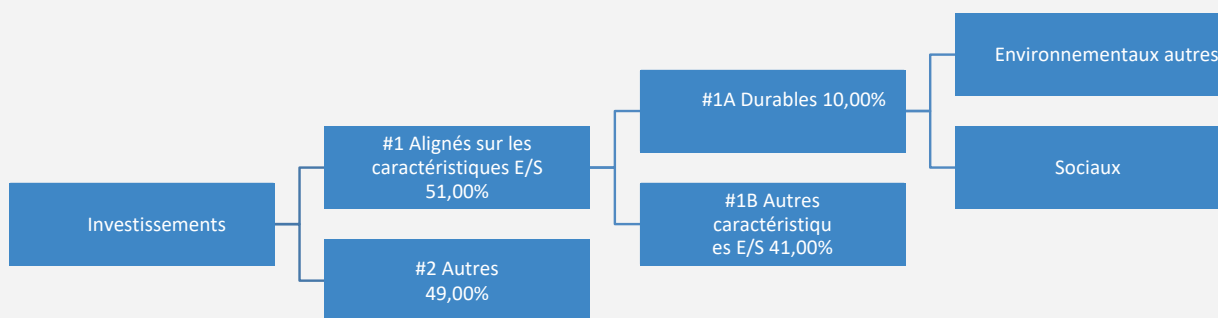 Investissements
#1 Alignés sur les
caractéristiques E/S
51,00%
#2 Autres
49,00%
#1A Durables 10,00%
#1B Autres
caractéristiqu
es E/S 41,00%
Environnementaux autres
Sociaux